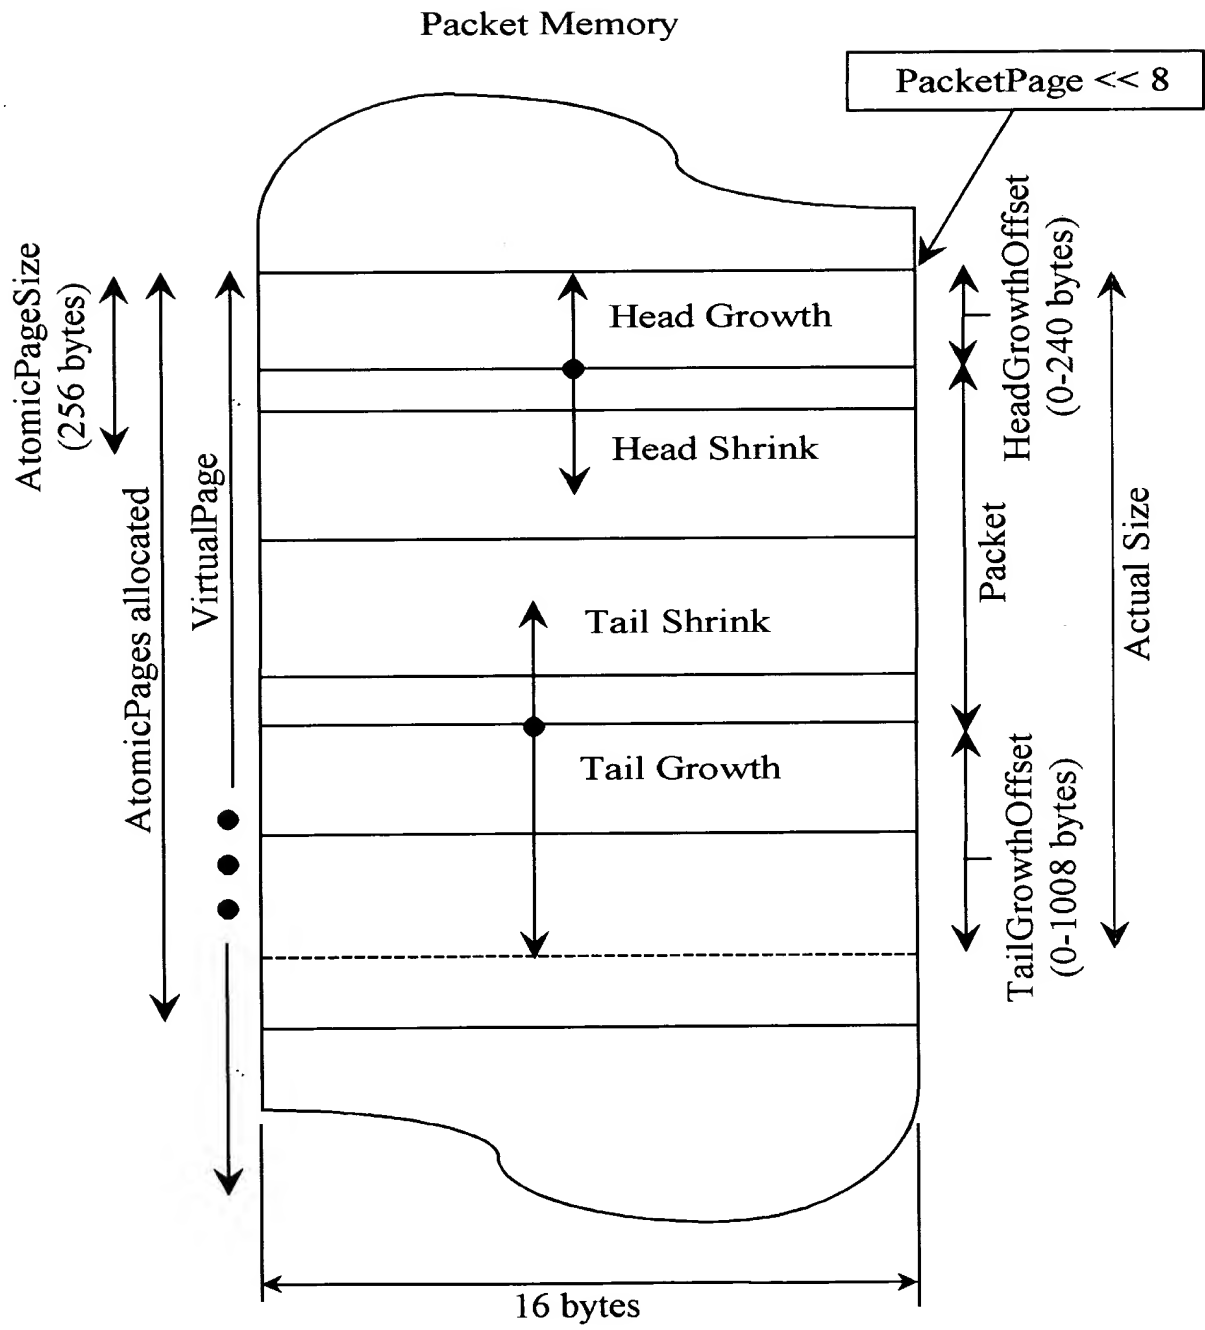 Packet Memory
PacketPage << 8
AtomicPageSize
(256 bytes)
AtomicPages allocated
VirtualPage
Head Growth
Head Shrink
Tail Shrink
Tail Growth
HeadGrowthOffset
(0-240 bytes)
Packet
TailGrowthOffset
(0-1008 bytes)
Actual Size
16 bytes